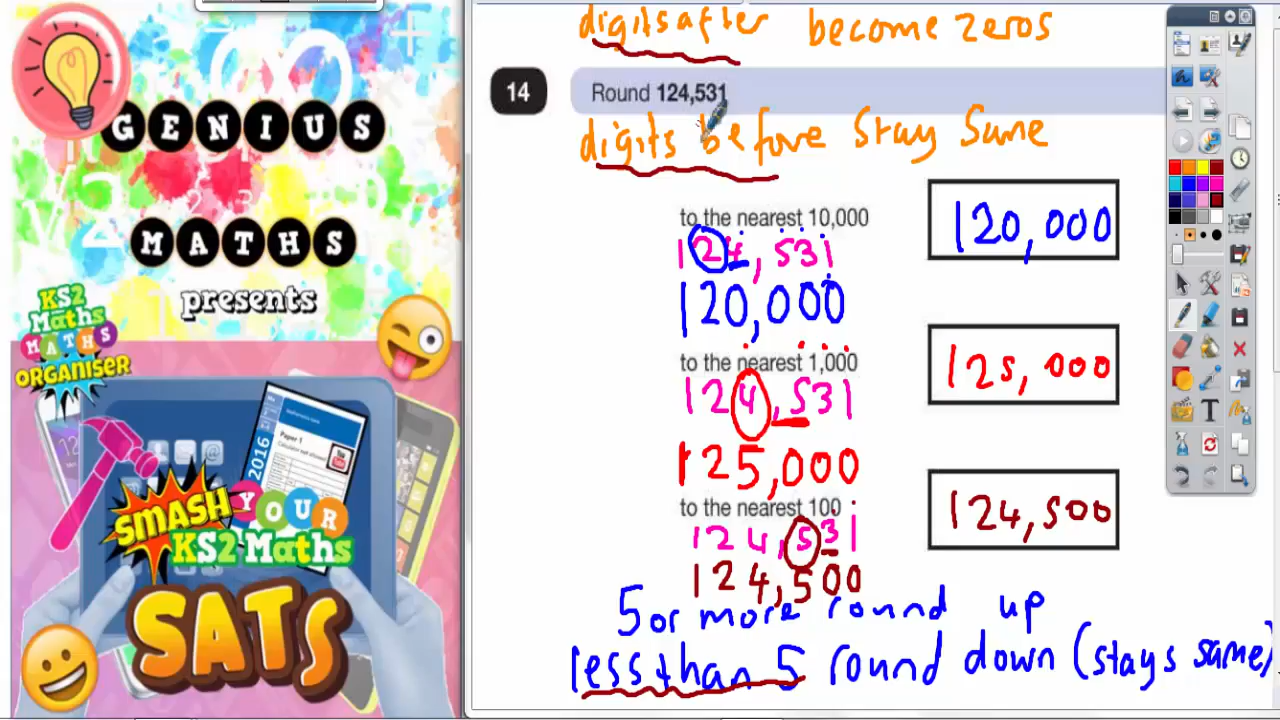 GENIUS
MATHS
presents
KS2
Maths
MATHS
ORGANISER
2016
Paper 1
SMASH YOUR
KS2 Maths
SATS
digits after become zeros
14 Round 124,531
digits before stay same
to the nearest 10,000
124,531
120,000
120,000
to the nearest 1,000
124,531
125,000
125,000
to the nearest 100
124,531
124,500
124,500
5 or more round up
less than 5 round down (stays same)